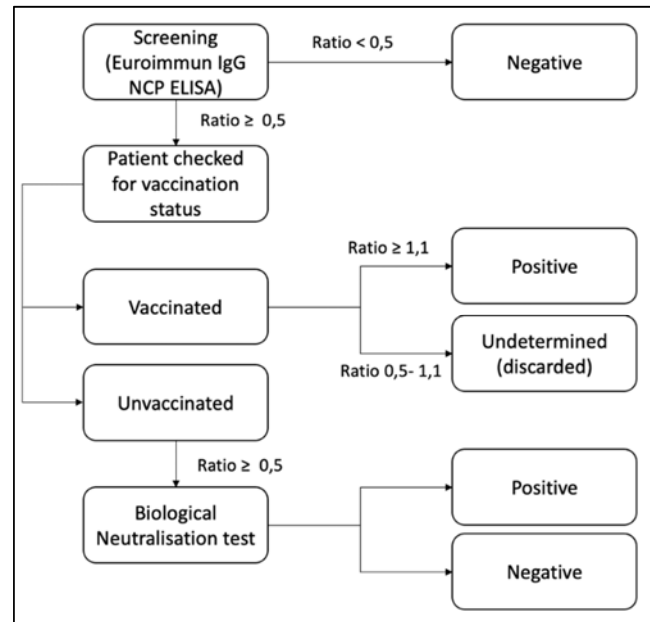 Screening
(Euroimmun IgG
NCP ELISA)
Ratio < 0,5
Negative
Ratio ≥ 0,5
Patient checked
for vaccination
status
Ratio ≥ 1,1
Positive
Vaccinated
Undetermined
(discarded)
Ratio 0,5- 1,1
Unvaccinated
Ratio ≥ 0,5
Positive
Biological
Neutralisation test
Negative